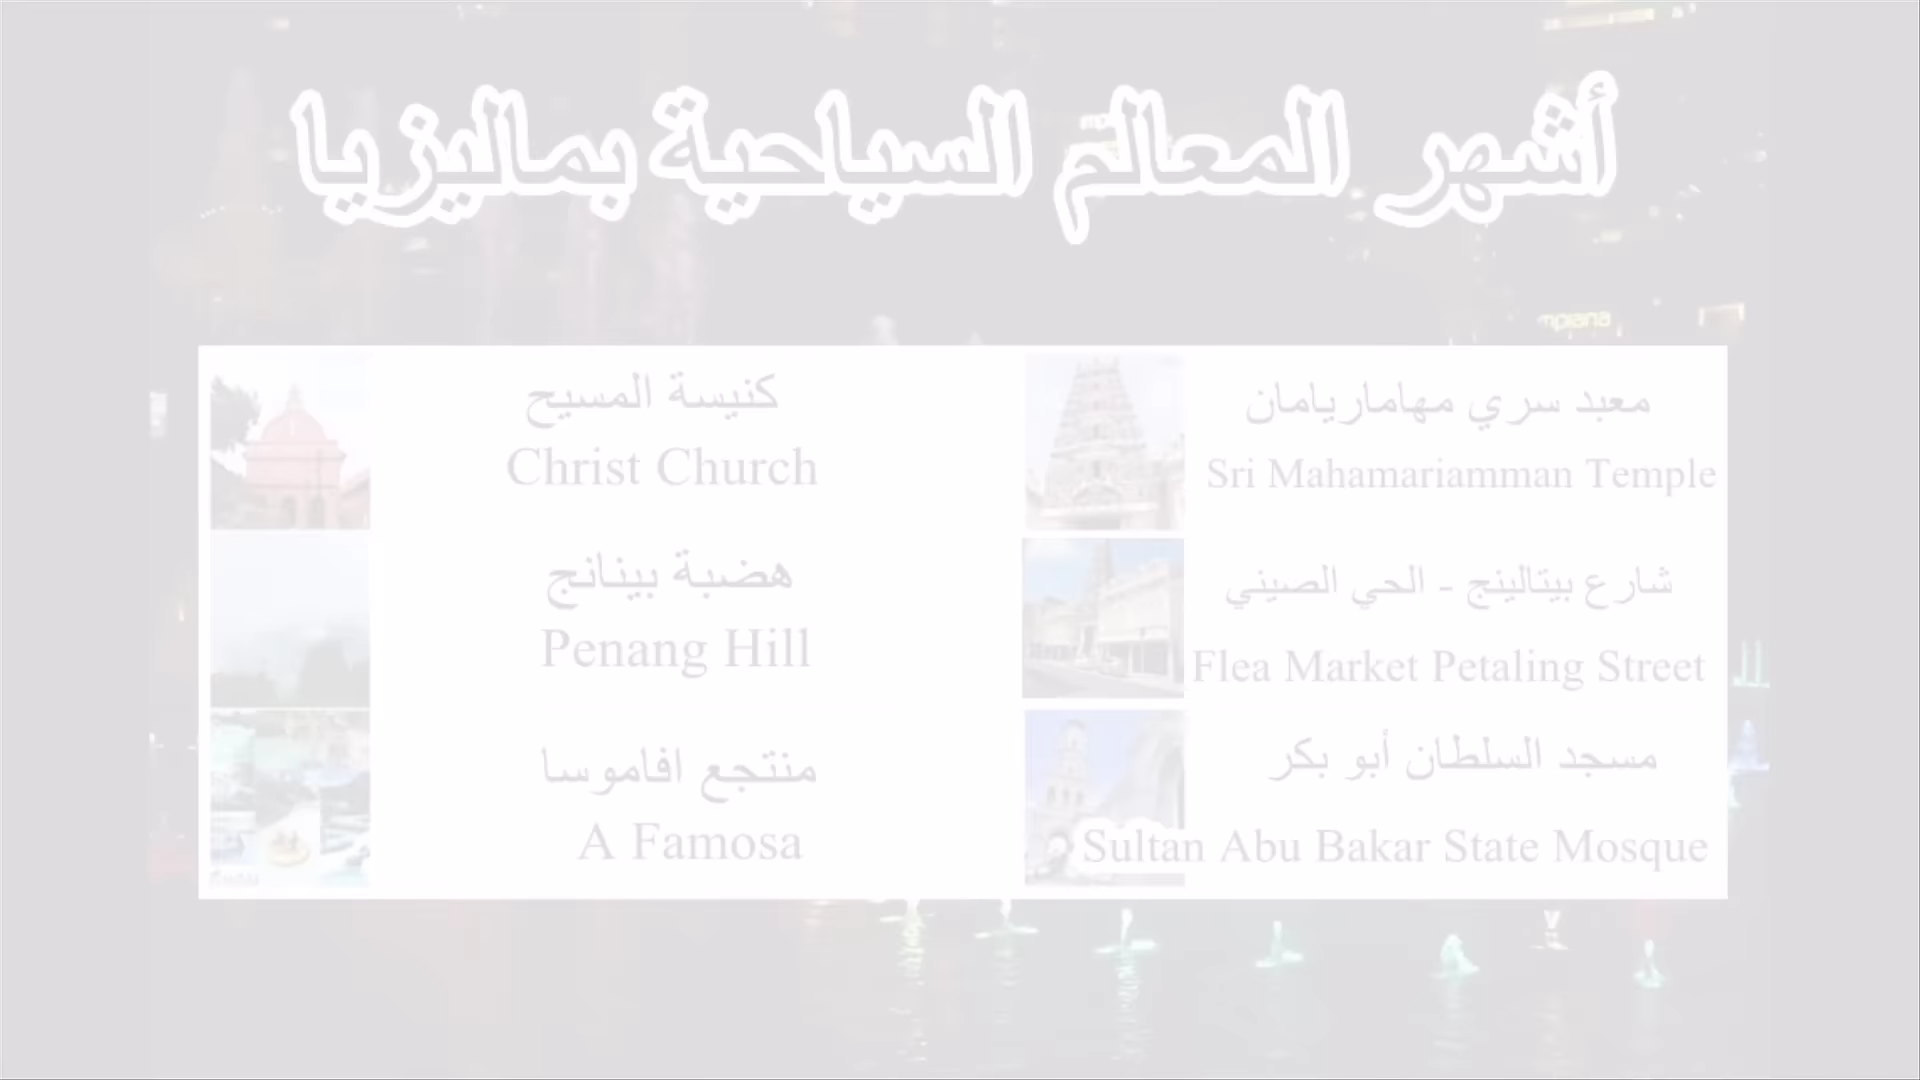 أشهر المعالم السياحية بماليزيا
معبد سري مهاماريامان
Sri Mahamariamman Temple
شارع بيتالينج - الحي الصيني
Flea Market Petaling Street
مسجد السلطان أبو بكر
Sultan Abu Bakar State Mosque
كنيسة المسيح
Christ Church
هضبة بينانج
Penang Hill
منتجع افاموسا
A Famosa